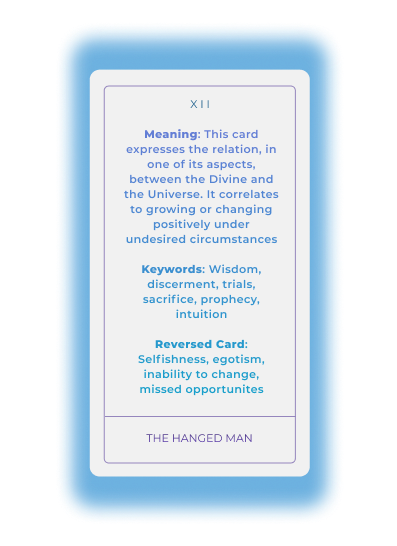 XII
Meaning: This card
expresses the relation, in
one of its aspects,
between the Divine and
the Universe. It correlates
to growing or changing
positively under
undesired circumstances
Keywords: Wisdom,
discerment, trials,
sacrifice, prophecy,
intuition
Reversed Card:
Selfishness, egotism,
inability to change,
missed opportunites
THE HANGED MAN